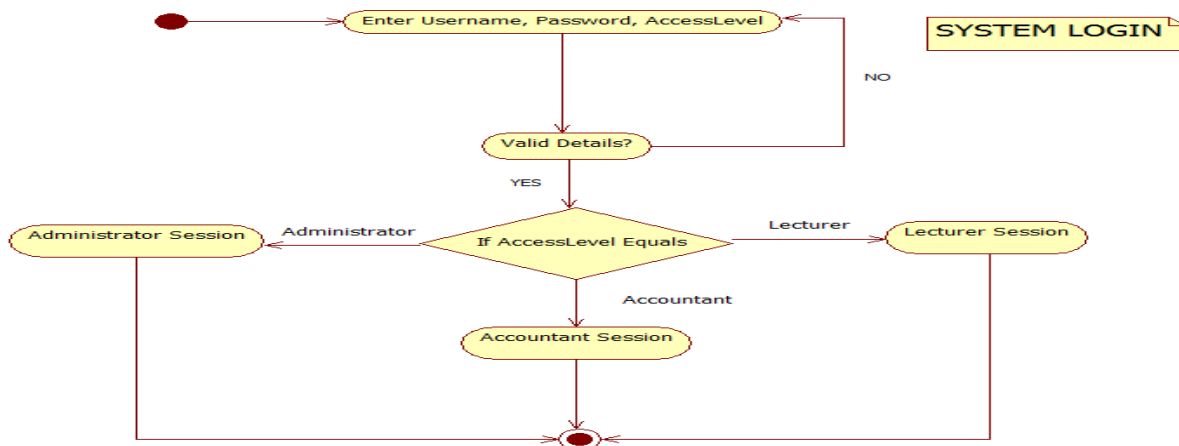 Enter Username, Password, AccessLevel
SYSTEM LOGIN
NO
Valid Details?
YES
Administrator Session
Administrator
If AccessLevel Equals
Lecturer
Lecturer Session
Accountant
Accountant Session